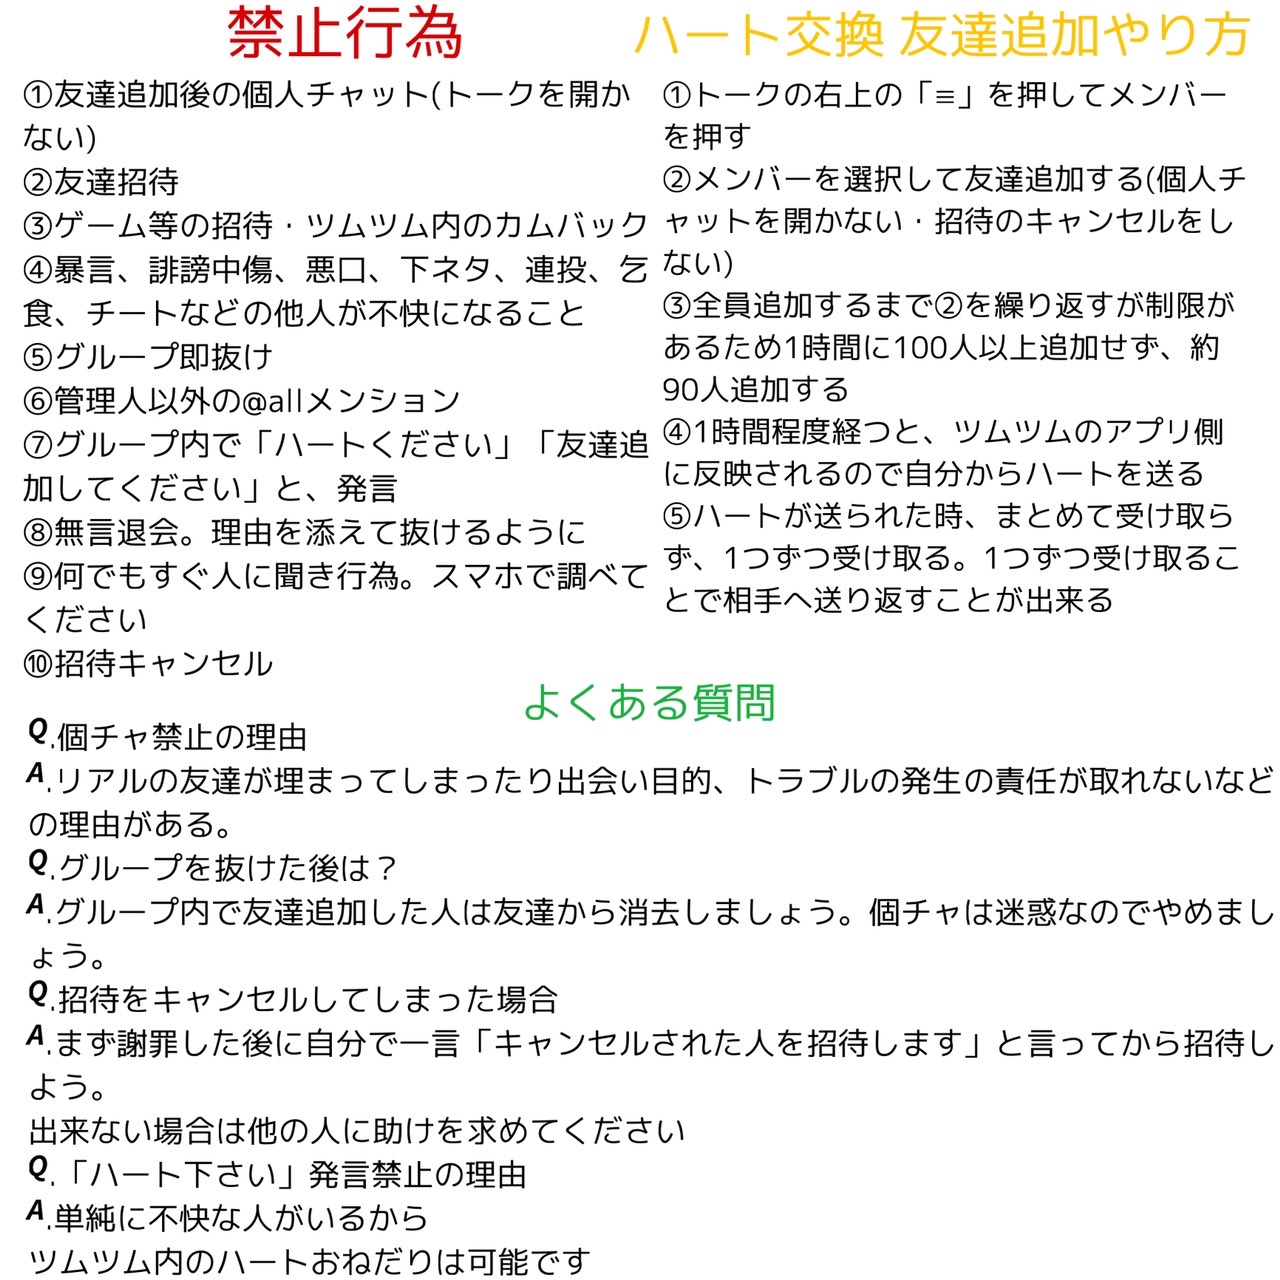 禁止行為
①友達追加後の個人チャット(トークを開か
ない)
②友達招待
③ゲーム等の招待・ツムツム内のカムバック
④暴言、誹謗中傷、悪口、下ネタ、連投、乞
食、チートなどの他人が不快になること
⑤グループ即抜け
⑥管理人以外の@allメンション
⑦グループ内で「ハートください」「友達追
加してください」と、発言
⑧無言退会。理由を添えて抜けるように
⑨何でもすぐ人に聞き行為。スマホで調べて
ください
⑩招待キャンセル
ハート交換 友達追加やり方
①トークの右上の「≡」を押してメンバー
を押す
②メンバーを選択して友達追加する(個人チ
ャットを開かない・招待のキャンセルをし
ない)
③全員追加するまで②を繰り返すが制限が
あるため1時間に100人以上追加せず、約
90人追加する
④1時間程度経つと、ツムツムのアプリ側
に反映されるので自分からハートを送る
⑤ハートが送られた時、まとめて受け取ら
ず、1つずつ受け取る。1つずつ受け取るこ
とで相手へ送り返すことが出来る
よくある質問
Q.個チャ禁止の理由
A.リアルの友達が埋まってしまったり出会い目的、トラブルの発生の責任が取れないなど
の理由がある。
Q.グループを抜けた後は？
A.グループ内で友達追加した人は友達から消去しましょう。個チャは迷惑なのでやめまし
ょう。
Q.招待をキャンセルしてしまった場合
A.まず謝罪した後に自分で一言「キャンセルされた人を招待します」と言ってから招待し
よう。
出来ない場合は他の人に助けを求めてください
Q.「ハート下さい」発言禁止の理由
A.単純に不快な人がいるから
ツムツム内のハートおねだりは可能です